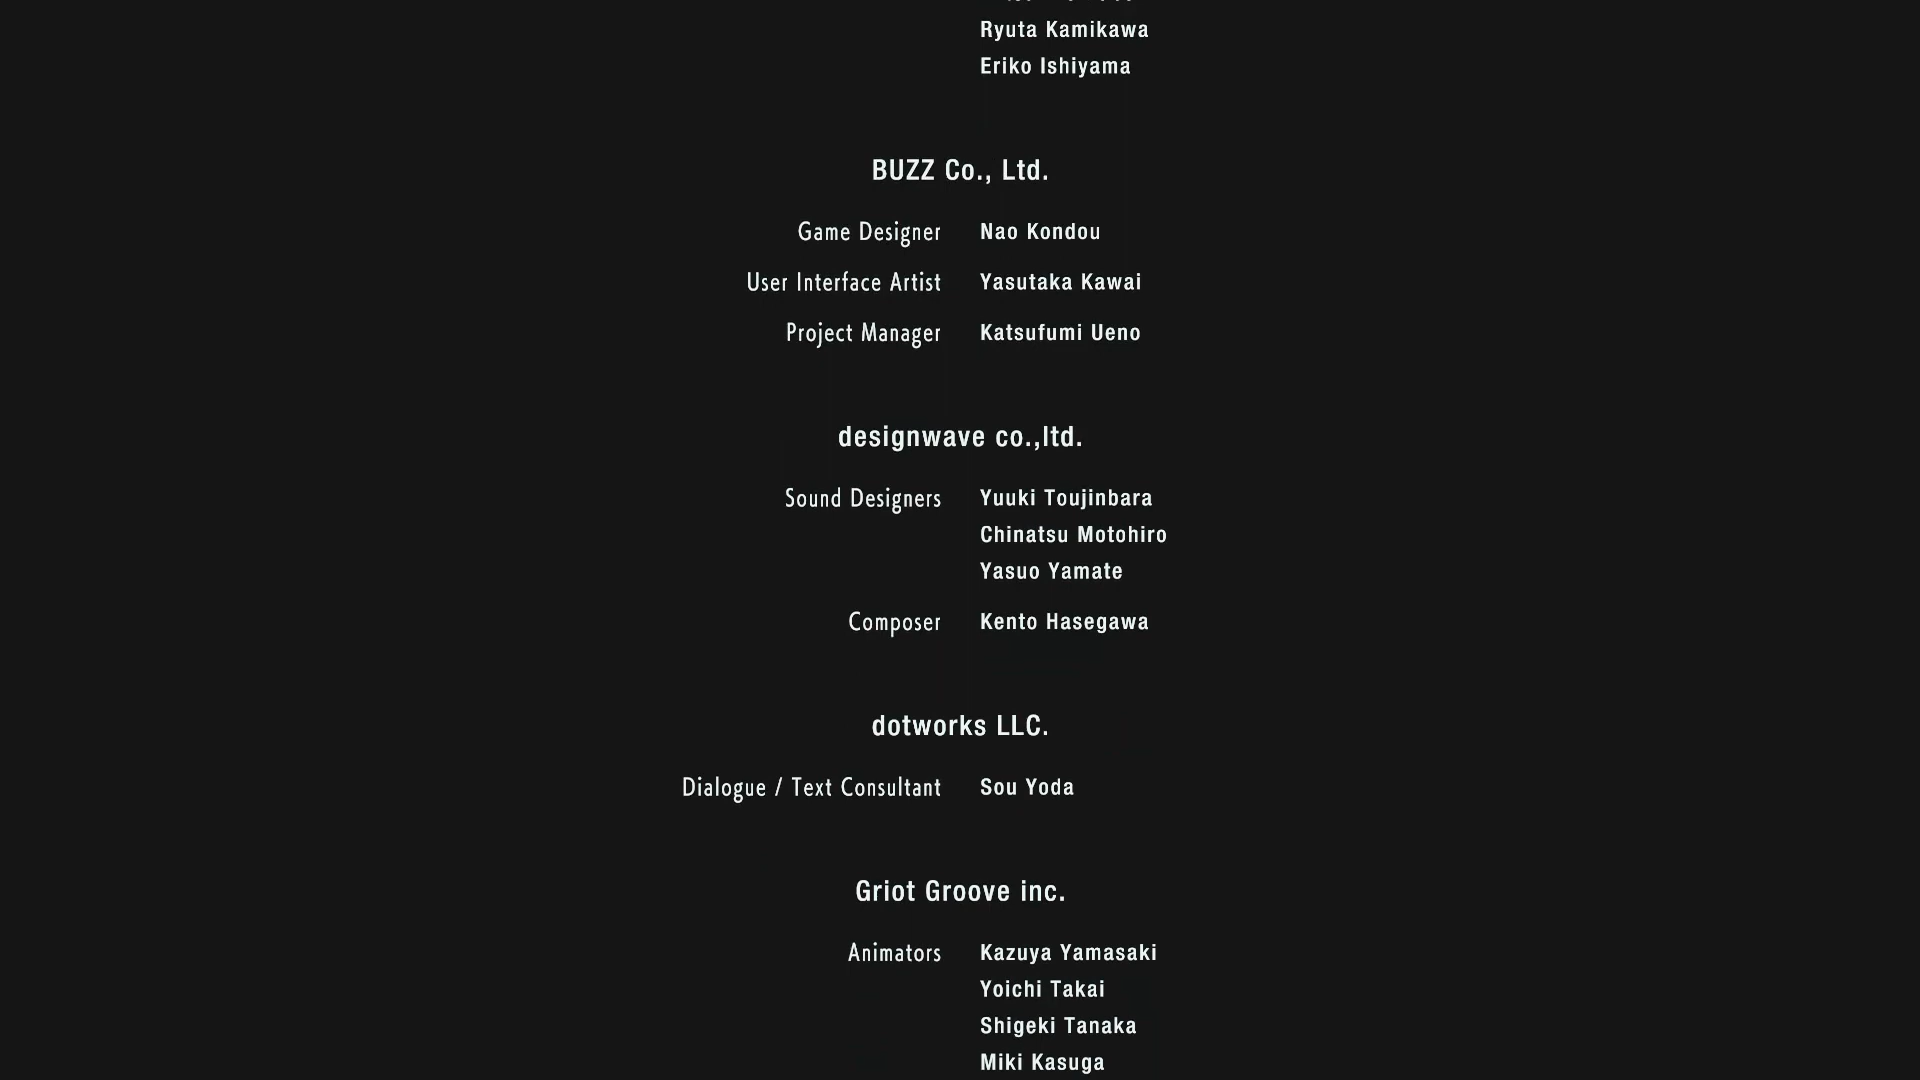 Ryuta Kamikawa
Eriko Ishiyama
BUZZ Co., Ltd.
Game Designer Nao Kondou
User Interface Artist Yasutaka Kawai
Project Manager Katsufumi Ueno
designwave co.,ltd.
Sound Designers Yuuki Toujinbara
Chinatsu Motohiro
Yasuo Yamate
Composer Kento Hasegawa
dotworks LLC.
Dialogue / Text Consultant Sou Yoda
Griot Groove inc.
Animators Kazuya Yamasaki
Yoichi Takai
Shigeki Tanaka
Miki Kasuga